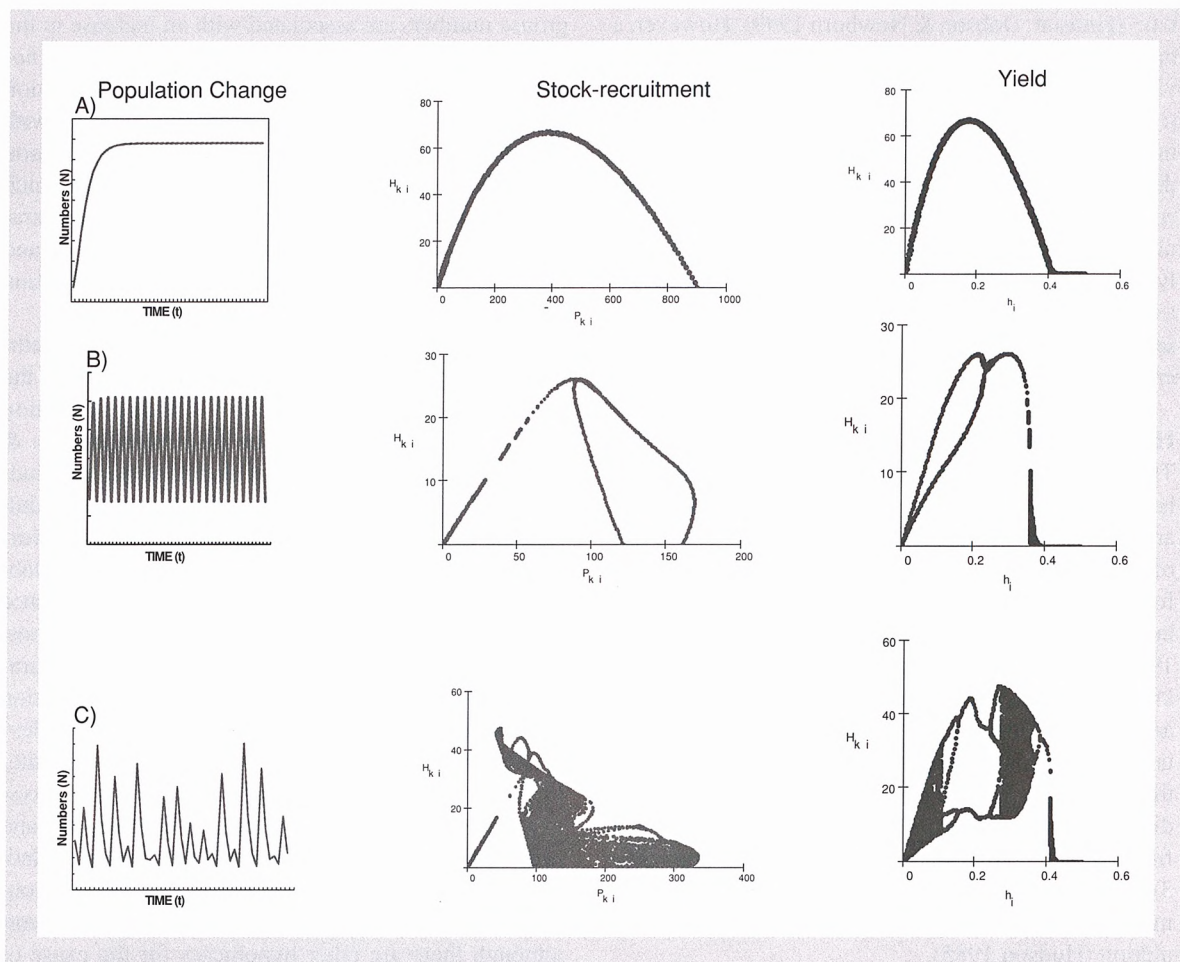 Population Change
Stock-recruitment
Yield
A)
Numbers (N)
TIME (t)
80
60
40
20
H k i
0
200
400
600
800
1000
P k i
80
60
40
20
H k i
0
0.2
0.4
0.6
h i
B)
Numbers (N)
TIME (t)
30
20
10
H k i
0
50
100
150
200
P k i
30
20
10
H k i
0
0.2
0.4
0.6
h i
C)
Numbers (N)
TIME (t)
60
40
20
H k i
0
100
200
300
400
P k i
60
40
20
H k i
0
0.2
0.4
0.6
h i